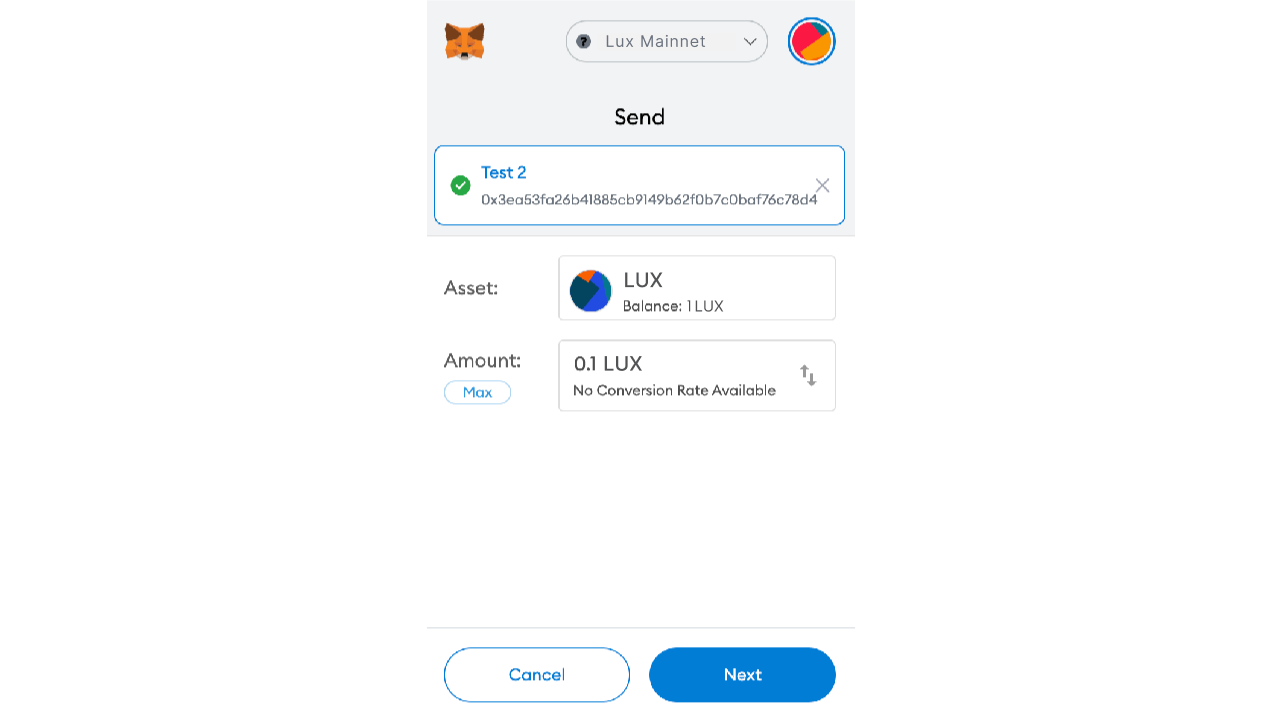 Lux Mainnet
Send
Test 2
0x3ea53fa26b41885cb9149b62f0b7c0baf76c78d4
Asset:
LUX
Balance: 1 LUX
Amount:
Max
0.1 LUX
No Conversion Rate Available
Cancel
Next